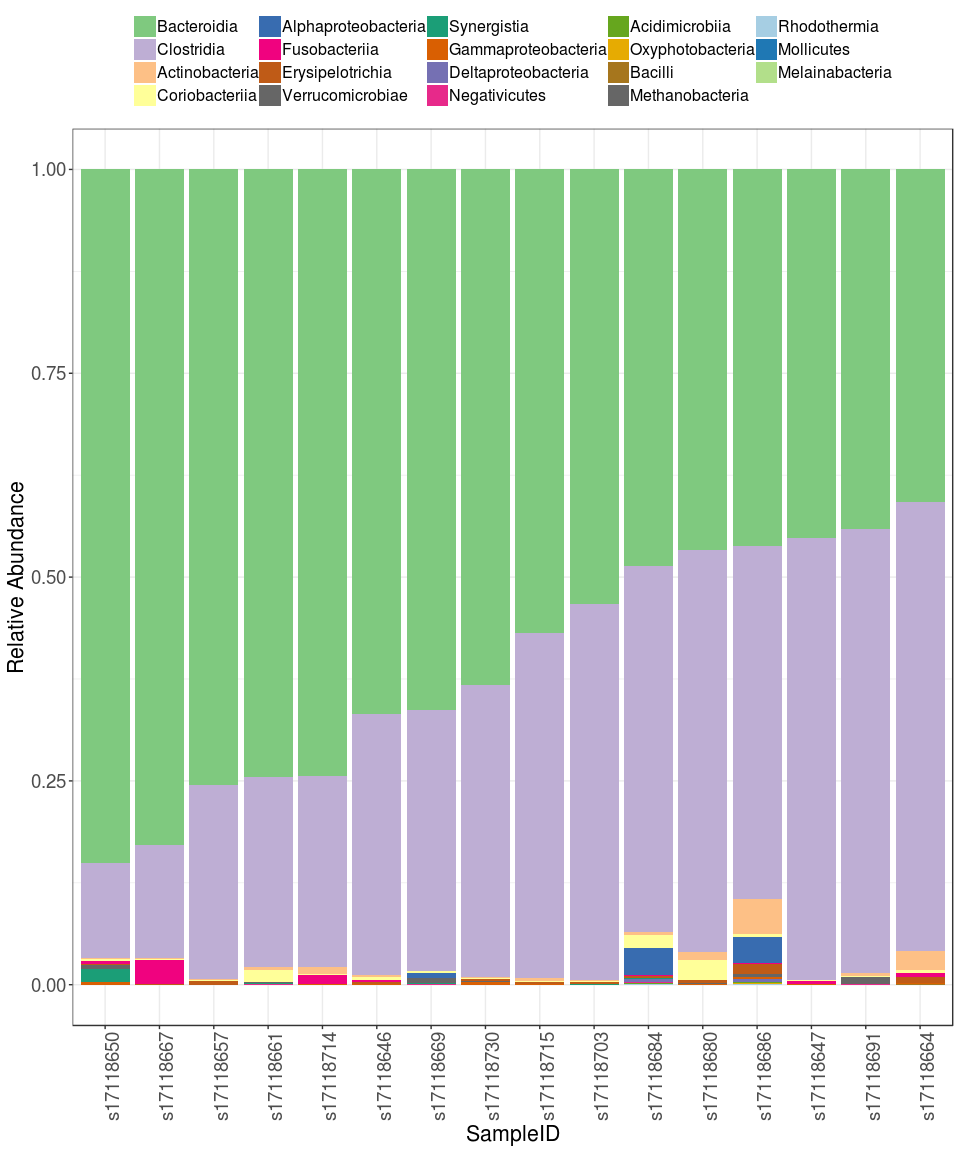 Bacteroidia Alphaproteobacteria Synergistia Acidimicrobiia Rhodothermia
Clostridia Fusobacteriia Gammaproteobacteria Oxyphotobacteria Mollicutes
Actinobacteria Erysipelotrichia Deltaproteobacteria Bacilli Melainabacteria
Coriobacteriia Verrucomicrobiae Negativicutes Methanobacteria
1.00
0.75
0.50
0.25
0.00
Relative Abundance
s17118650 s17118667 s17118657 s17118661 s17118714 s17118646 s17118669 s17118730 s17118715 s17118703 s17118684 s17118680 s17118686 s17118647 s17118691 s17118664
SampleID